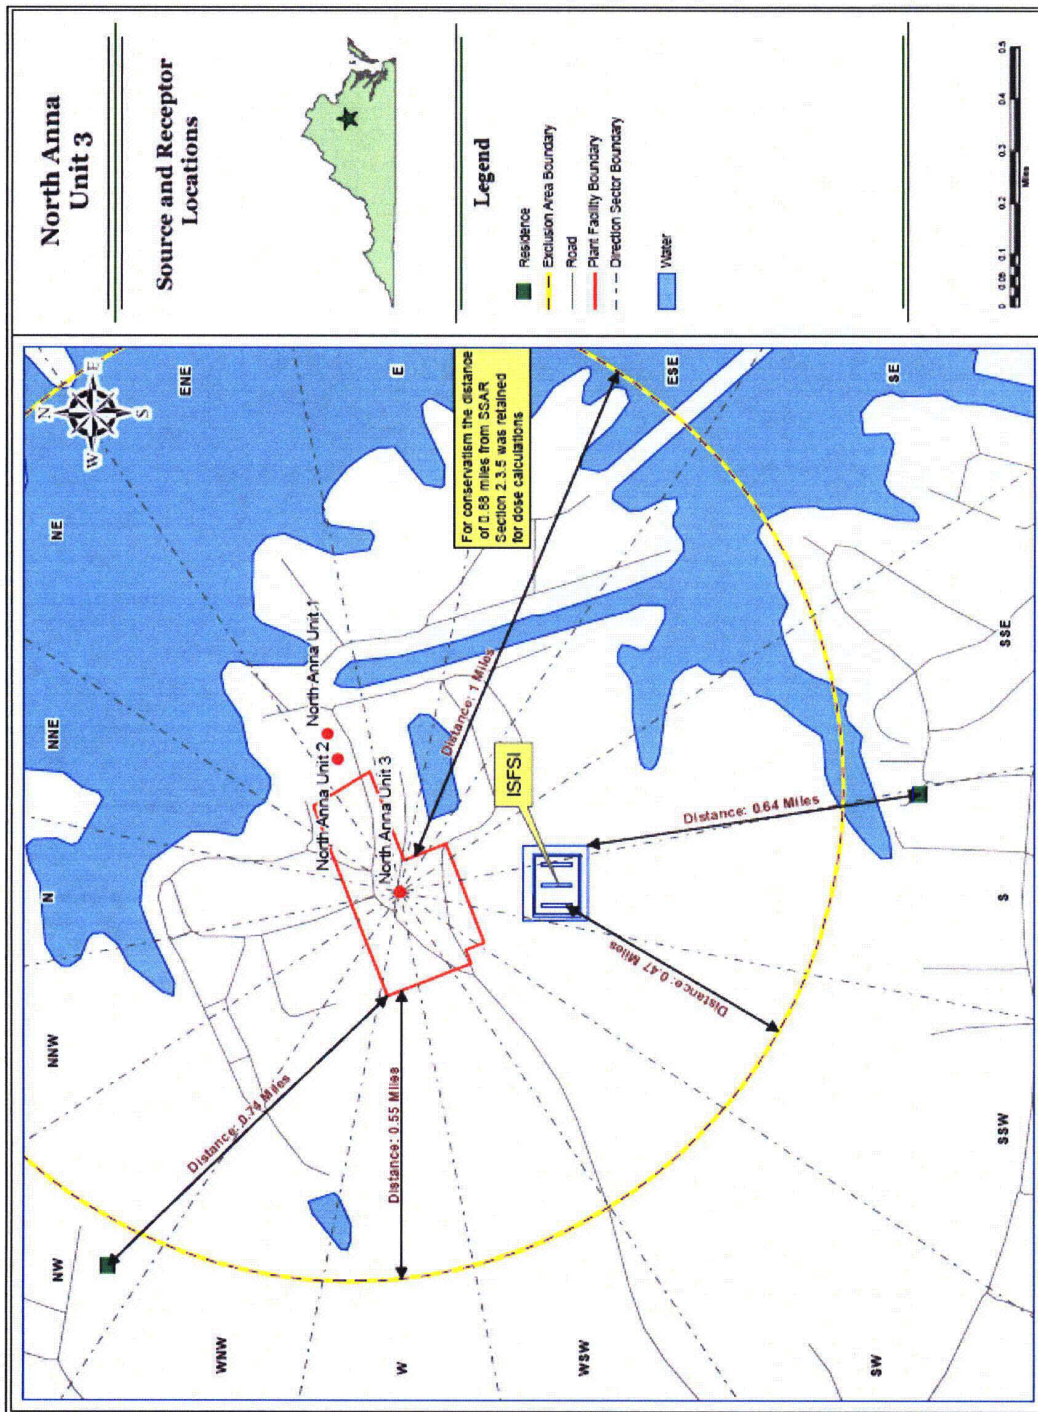 North Anna
Unit 3
Source and Receptor
Locations
Legend
Residence
Exclusion Area Boundary
Road
Plant Facility Boundary
Direction Sector Boundary
Water
0 0.05 0.1 0.2 0.3 0.4 0.5
Miles
N
E
S
W
N
NNE
NE
ENE
E
ESE
SE
SSE
S
SSW
SW
WSW
W
WNW
NW
NNW
North Anna Unit 1
North Anna Unit 2
North Anna Unit 3
For conservatism the distance
of 0.88 miles from SSAR
Section 2.3.5 was retained
for dose calculations
Distance: 1 Miles
ISFSI
Distance: 0.64 Miles
Distance: 0.47 Miles
Distance: 0.55 Miles
Distance: 0.74 Miles